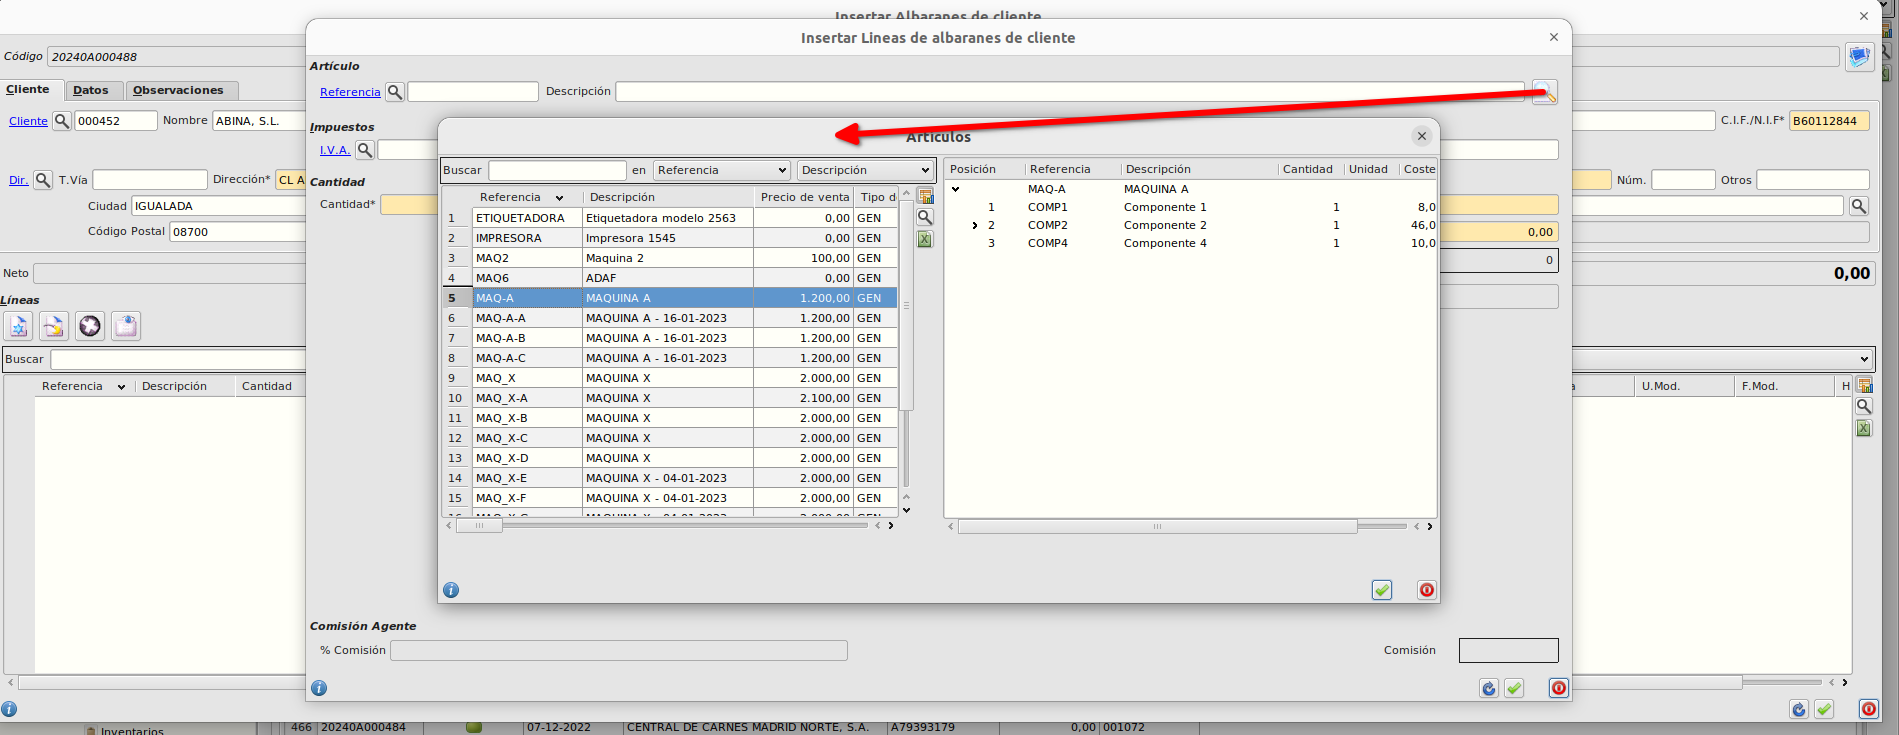 Insertar Albaranes de cliente
Insertar Lineas de albaranes de cliente
Código 20240A000488
Cliente Datos Observaciones
Cliente 000452 Nombre ABINA, S.L.
C.I.F./N.I.F* B60112844
Dir. T.Vía Dirección* CL A
Núm. Otros
Ciudad IGUALADA
Código Postal 08700
Neto
0,00
Líneas
Buscar
Referencia Descripción Cantidad
U.Mod. F.Mod. H
Artículo
Referencia Descripción
Impuestos
I.V.A.
Cantidad
Cantidad*
0,00
0
Artículos
Buscar en Referencia Descripción
Referencia Descripción Precio de venta Tipo d
1 ETIQUETADORA Etiquetadora modelo 2563 0,00 GEN
2 IMPRESORA Impresora 1545 0,00 GEN
3 MAQ2 Maquina 2 100,00 GEN
4 MAQ6 ADAF 0,00 GEN
5 MAQ-A MAQUINA A 1.200,00 GEN
6 MAQ-A-A MAQUINA A - 16-01-2023 1.200,00 GEN
7 MAQ-A-B MAQUINA A - 16-01-2023 1.200,00 GEN
8 MAQ-A-C MAQUINA A - 16-01-2023 1.200,00 GEN
9 MAQ_X MAQUINA X 2.000,00 GEN
10 MAQ_X-A MAQUINA X 2.100,00 GEN
11 MAQ_X-B MAQUINA X 2.000,00 GEN
12 MAQ_X-C MAQUINA X 2.000,00 GEN
13 MAQ_X-D MAQUINA X 2.000,00 GEN
14 MAQ_X-E MAQUINA X - 04-01-2023 2.000,00 GEN
15 MAQ_X-F MAQUINA X - 04-01-2023 2.000,00 GEN
Posición Referencia Descripción Cantidad Unidad Coste
MAQ-A MAQUINA A
1 COMP1 Componente 1 1 8,0
2 COMP2 Componente 2 1 46,0
3 COMP4 Componente 4 1 10,0
Comisión Agente
% Comisión Comisión
Inventarios
466 20240A000484 07-12-2022 CENTRAL DE CARNES MADRID NORTE, S.A. A79393179 0,00 001072